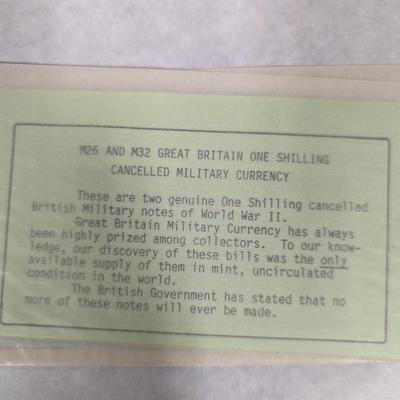 M26 AND M32 GREAT BRITAIN ONE SHILLING
CANCELLED MILITARY CURRENCY
These are two genuine One Shilling cancelled
British Military notes of World War II.
Great Britain Military Currency has always
been highly prized among collectors. To our know-
ledge, our discovery of these bills was the only
available supply of them in mint, uncirculated
condition in the world.
The British Government has stated that no
more of these notes will ever be made.